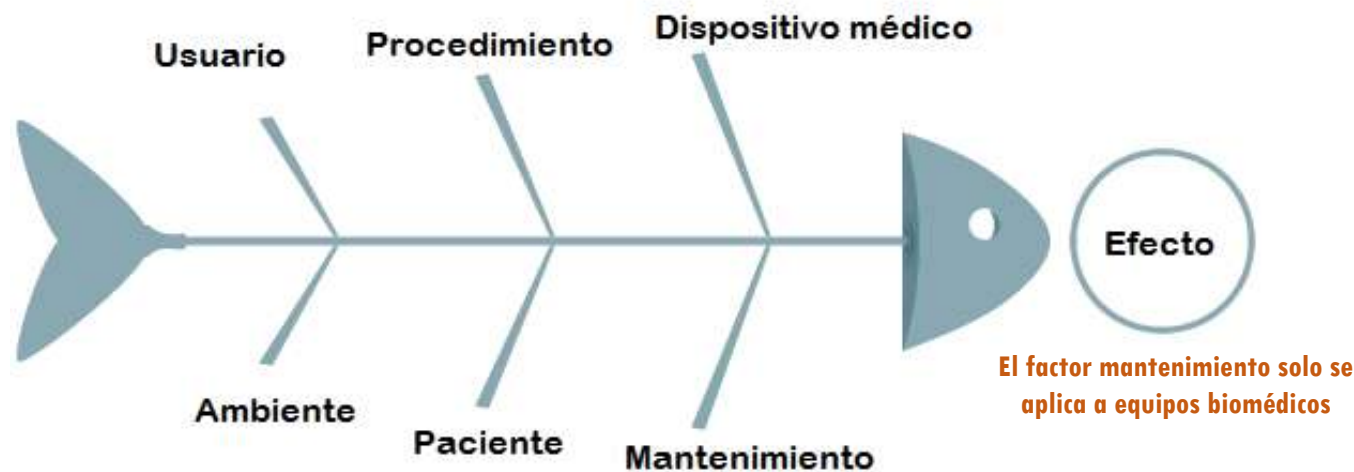 Usuario
Procedimiento
Dispositivo médico
Efecto
Ambiente
Paciente
Mantenimiento
El factor mantenimiento solo se
aplica a equipos biomédicos